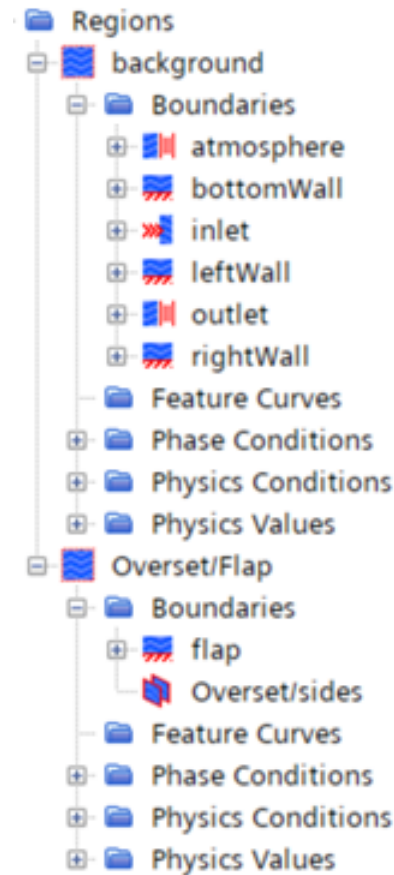 Regions
background
Boundaries
atmosphere
bottomWall
inlet
leftWall
outlet
rightWall
Feature Curves
Phase Conditions
Physics Conditions
Physics Values
Overset/Flap
Boundaries
flap
Overset/sides
Feature Curves
Phase Conditions
Physics Conditions
Physics Values